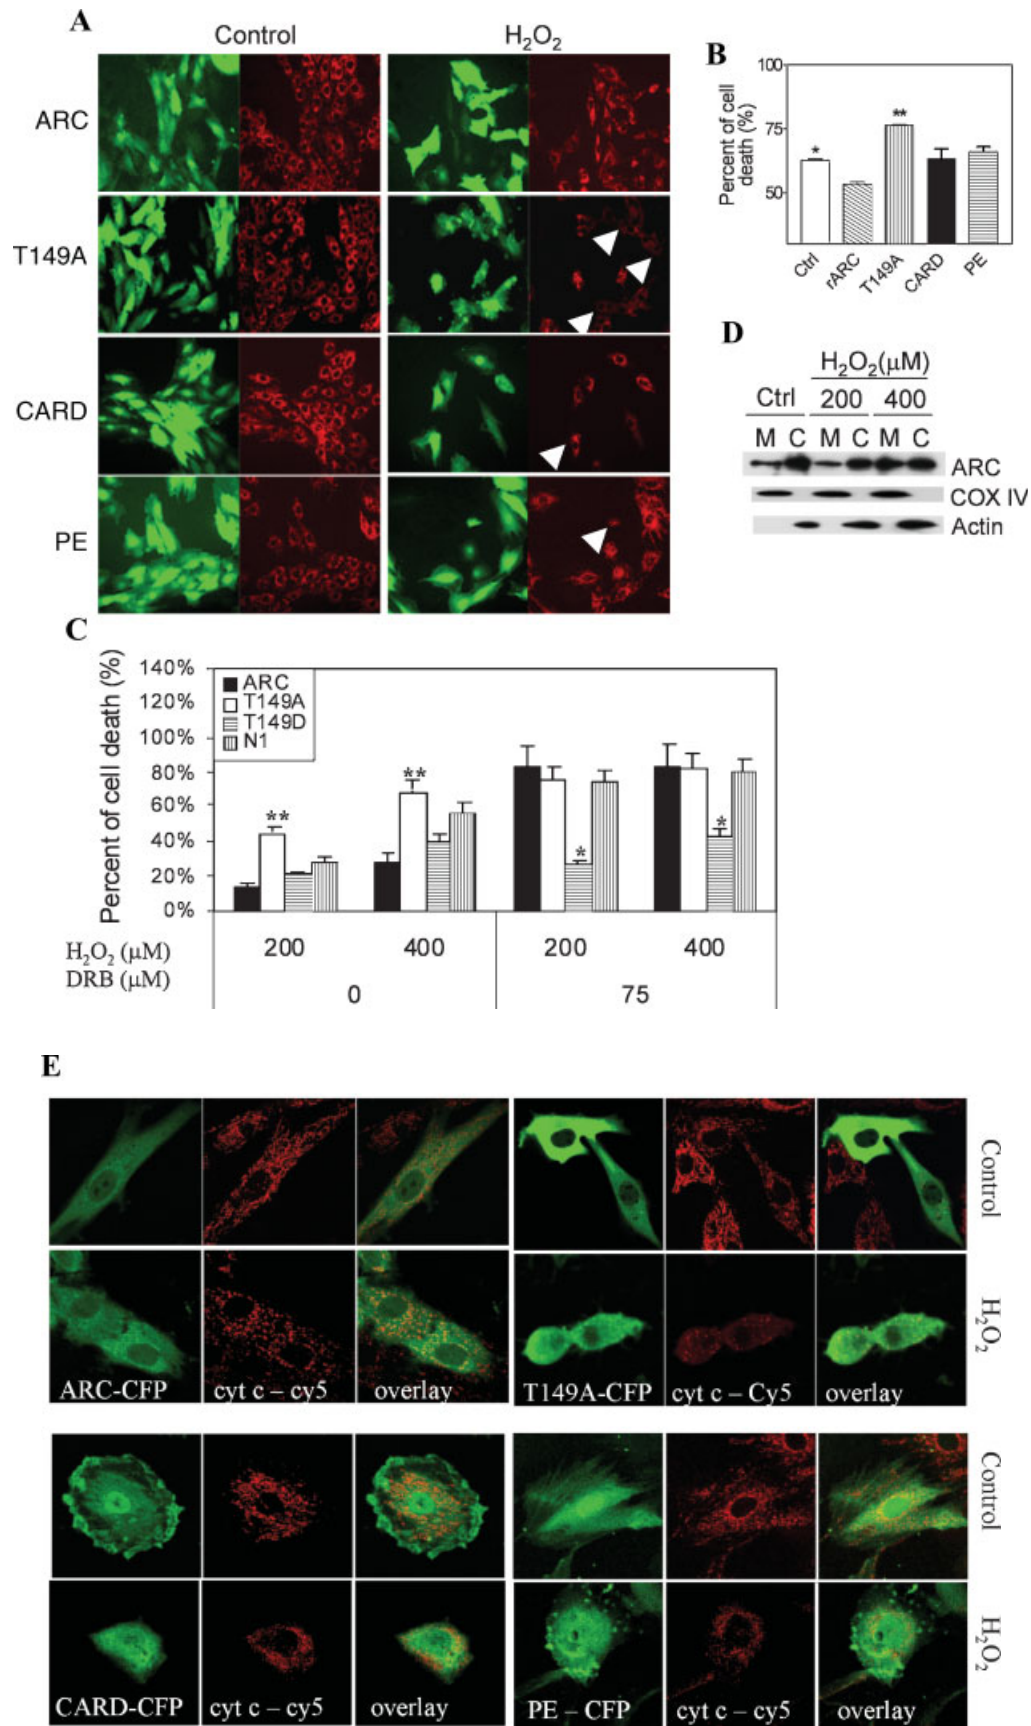 A
Control
H2O2
ARC
T149A
CARD
PE
B
Percent of cell
death (%)
100
75
50
*
**
Ctrl
rARC
T149A
CARD
PE
D
H2O2(μM)
Ctrl
200
400
M C M C M C
ARC
COX IV
Actin
C
Percent of cell death (%)
140%
120%
100%
80%
60%
40%
20%
0%
ARC
T149A
T149D
N1
**
**
*
*
H2O2 (μM)
200
400
200
400
DRB (μM)
0
75
E
Control
H2O2
ARC-CFP
cyt c – cy5
overlay
T149A-CFP
cyt c – Cy5
overlay
Control
H2O2
CARD-CFP
cyt c – cy5
overlay
PE – CFP
cyt c – cy5
overlay